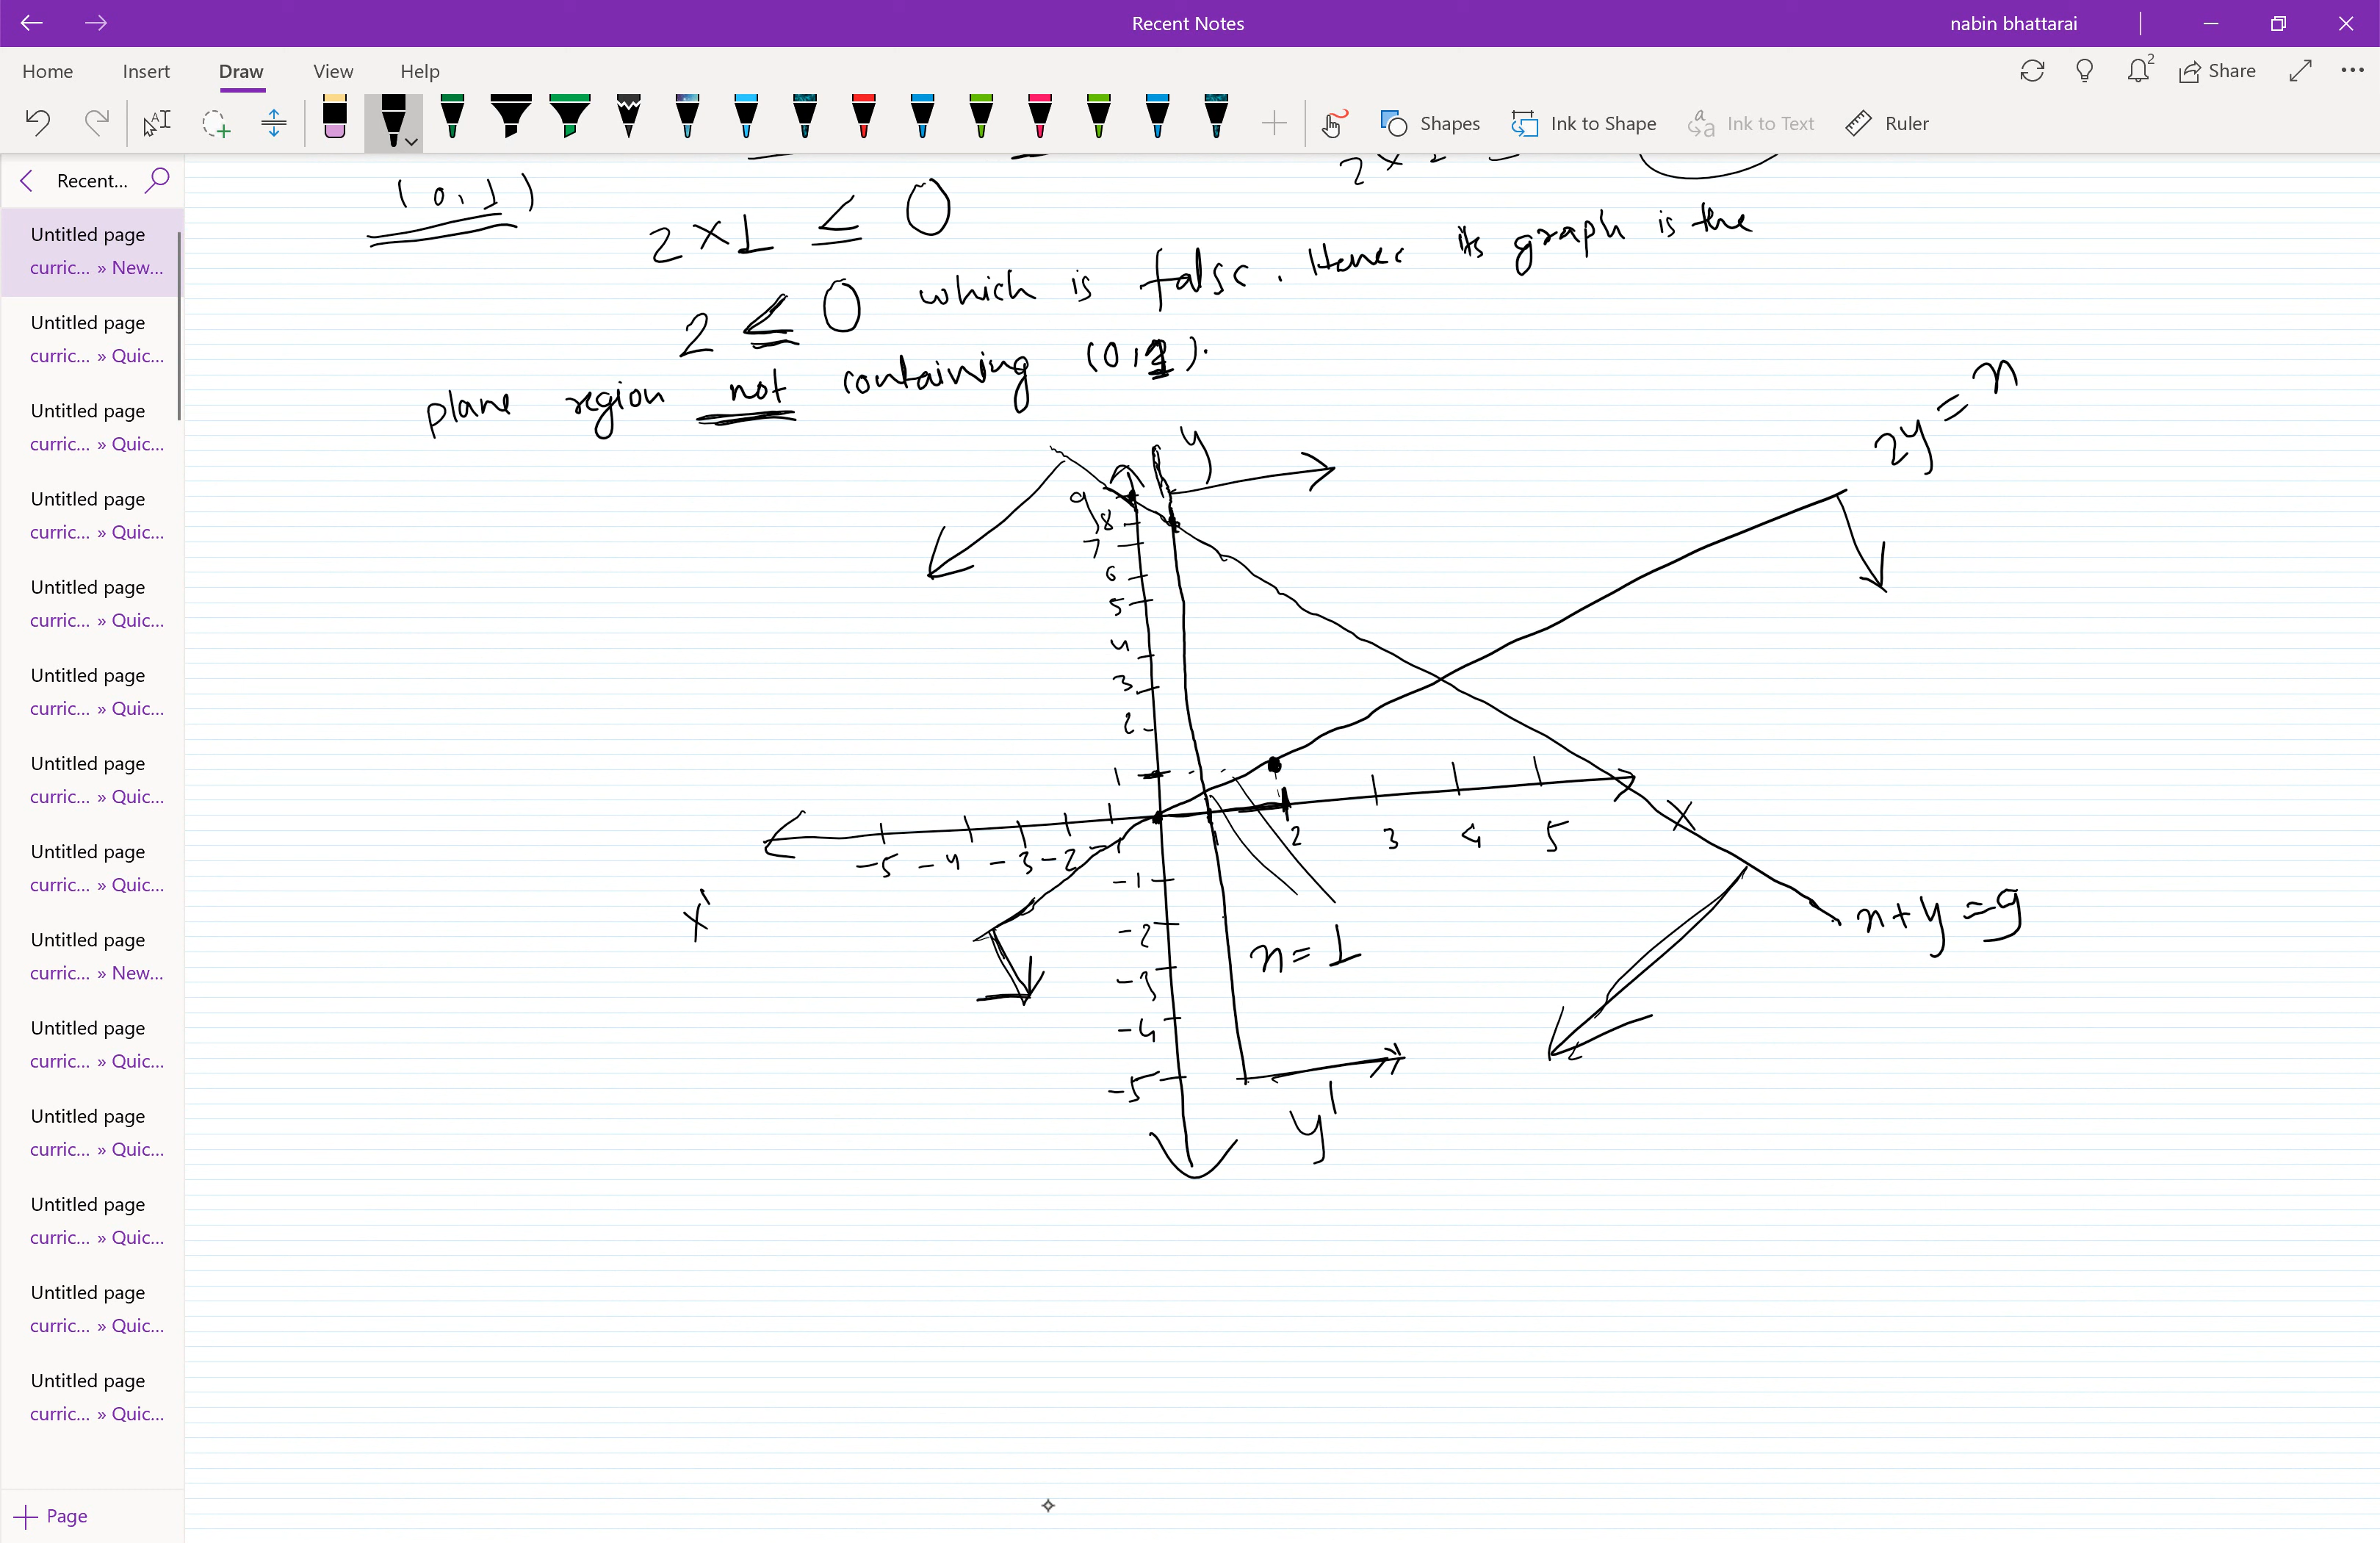 Recent Notes
nabin bhattarai
Home Insert Draw View Help
2
Share
Shapes Ink to Shape Ink to Text Ruler
Recent...
Untitled page
curric... » New...
Untitled page
curric... » Quic...
Untitled page
curric... » Quic...
Untitled page
curric... » Quic...
Untitled page
curric... » Quic...
Untitled page
curric... » Quic...
Untitled page
curric... » Quic...
Untitled page
curric... » Quic...
Untitled page
curric... » New...
Untitled page
curric... » Quic...
Untitled page
curric... » Quic...
Untitled page
curric... » Quic...
Untitled page
curric... » Quic...
Untitled page
curric... » Quic...
Page
(0,1)
2×1 ≤ 0
2 ≤ 0 which is false. Hence its graph is the
plane region not containing (0,1).
y
2y = x
9
8
7
6
5
4
3
2
1
-5 -4 -3 -2 -1 2 3 4 5 X
X'
-1
-2
-3
-4
-5
x = 1
x+y=9
y'